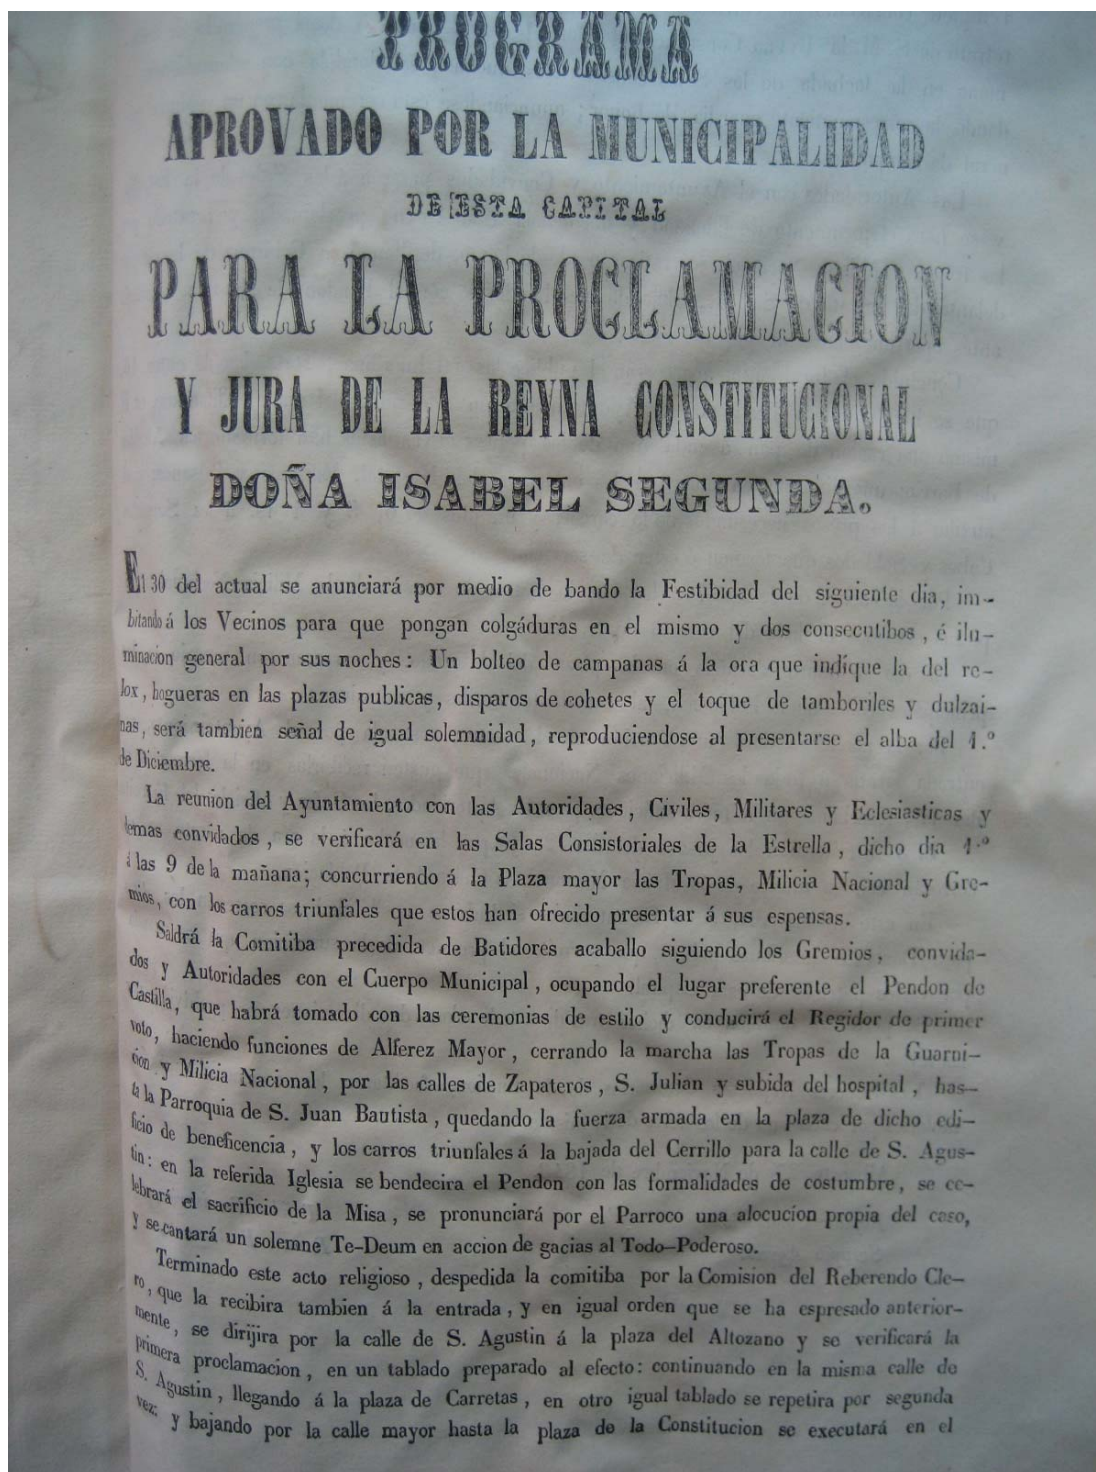 PROGRAMA
APROVADO POR LA MUNICIPALIDAD
DE ESTA CAPITAL
PARA LA PROCLAMACION
Y JURA DE LA REYNA CONSTITUCIONAL
DOÑA ISABEL SEGUNDA.
El 30 del actual se anunciará por medio de bando la Festibidad del siguiente dia, im-
bitando á los Vecinos para que pongan colgáduras en el mismo y dos consecutibos, é ilu-
minacion general por sus noches: Un bolteo de campanas á la ora que indíque la del re-
lox, hogueras en las plazas publicas, disparos de cohetes y el toque de tamboriles y dulzai-
nas, será tambien señal de igual solemnidad, reproduciendose al presentarse el alba del 1.º
de Diciembre.
La reunion del Ayuntamiento con las Autoridades, Civiles, Militares y Eclesiasticas y
demas convidados, se verificará en las Salas Consistoriales de la Estrella, dicho dia 1.º
á las 9 de la mañana; concurriendo á la Plaza mayor las Tropas, Milicia Nacional y Gre-
mios, con los carros triunfales que estos han ofrecido presentar á sus espensas.
Saldrá la Comitiba precedida de Batidores acaballo siguiendo los Gremios, convida-
dos y Autoridades con el Cuerpo Municipal, ocupando el lugar preferente el Pendon de
Castilla, que habrá tomado con las ceremonias de estilo y conducirá el Regidor de primer
voto, haciendo funciones de Alferez Mayor, cerrando la marcha las Tropas de la Guarni-
cion y Milicia Nacional, por las calles de Zapateros, S. Julian y subida del hospital, has-
ta la Parroquia de S. Juan Bautista, quedando la fuerza armada en la plaza de dicho edi-
ficio de beneficencia, y los carros triunfales á la bajada del Cerrillo para la calle de S. Agus-
tin: en la referida Iglesia se bendecira el Pendon con las formalidades de costumbre, se ce-
lebrará el sacrificio de la Misa, se pronunciará por el Parroco una alocucion propia del caso,
y se cantará un solemne Te-Deum en accion de gacias al Todo-Poderoso.
Terminado este acto religioso, despedida la comitiba por la Comision del Reberendo Cle-
ro, que la recibira tambien á la entrada, y en igual orden que se ha espresado anterior-
mente, se dirijira por la calle de S. Agustin á la plaza del Altozano y se verificará la
primera proclamacion, en un tablado preparado al efecto: continuando en la misma calle de
S. Agustin, llegando á la plaza de Carretas, en otro igual tablado se repetira por segunda
vez: y bajando por la calle mayor hasta la plaza de la Constitucion se executará en el